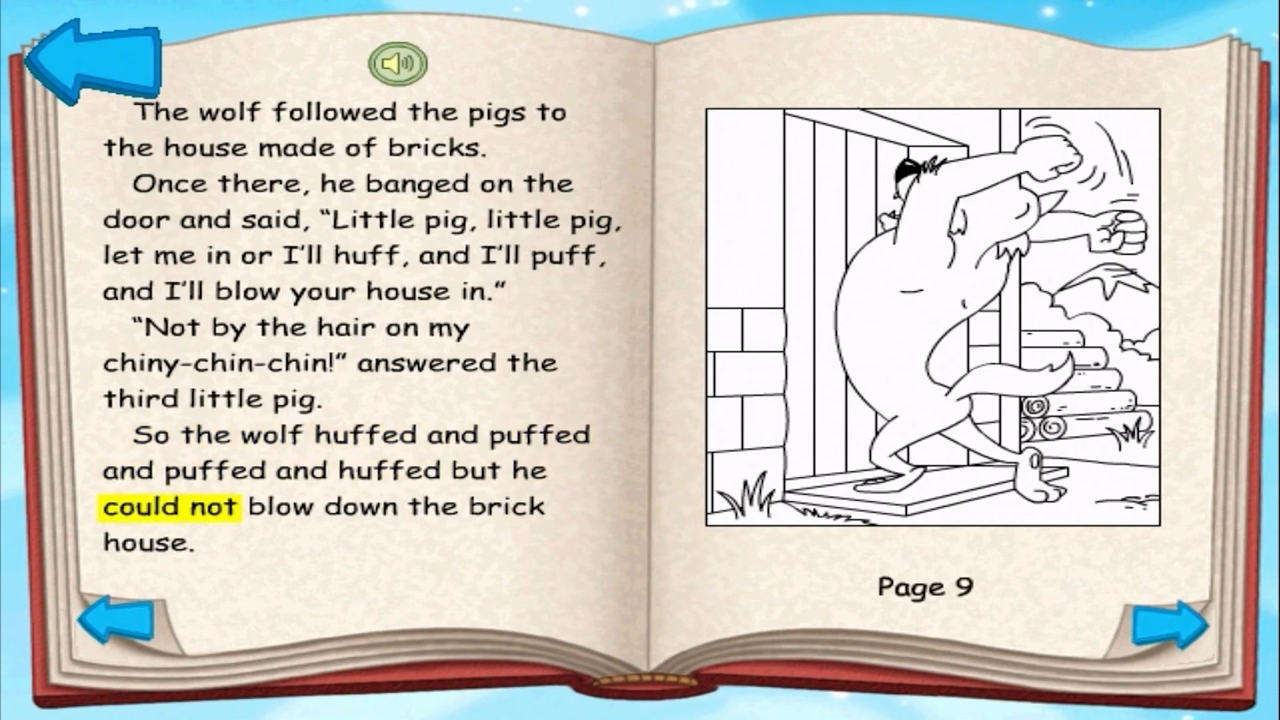 The wolf followed the pigs to
the house made of bricks.
Once there, he banged on the
door and said, “Little pig, little pig,
let me in or I’ll huff, and I’ll puff,
and I’ll blow your house in.”
“Not by the hair on my
chiny-chin-chin!” answered the
third little pig.
So the wolf huffed and puffed
and puffed and huffed but he
could not blow down the brick
house.
Page 9